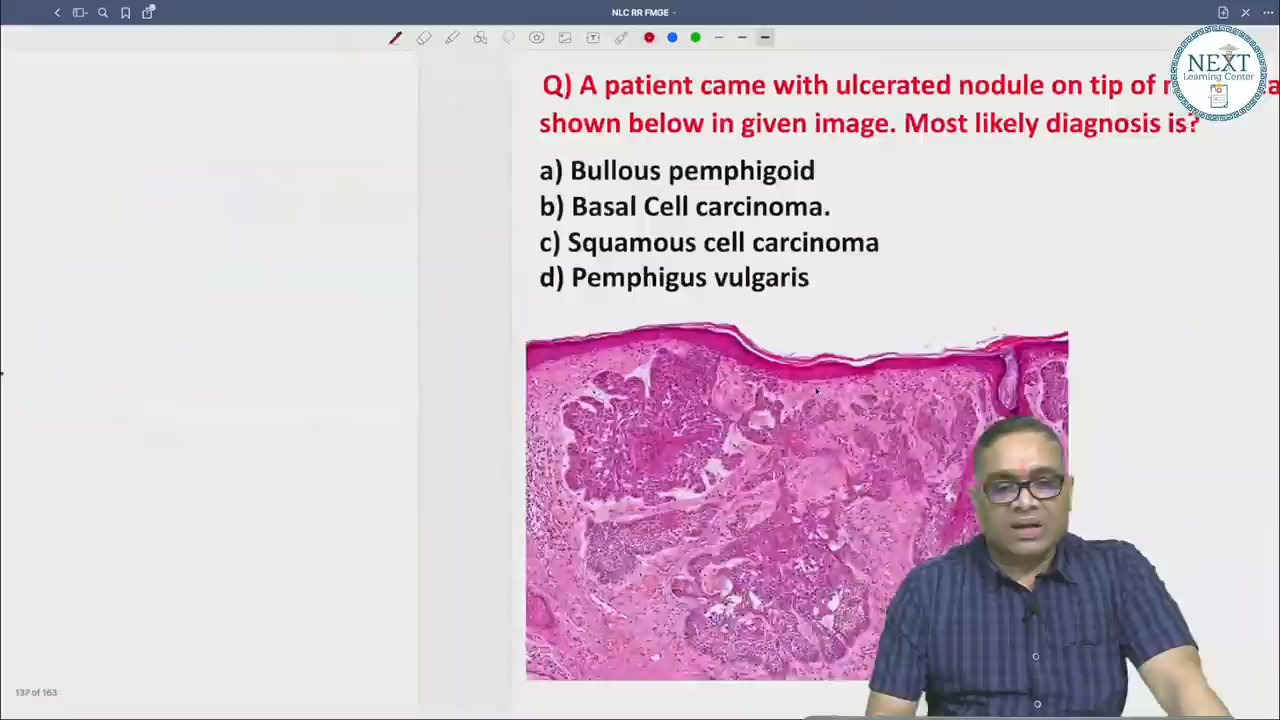 NLC RR FMGE
NEXT
Learning Center
Q) A patient came with ulcerated nodule on tip of
shown below in given image. Most likely diagnosis is?
a) Bullous pemphigoid
b) Basal Cell carcinoma.
c) Squamous cell carcinoma
d) Pemphigus vulgaris
137 of 163